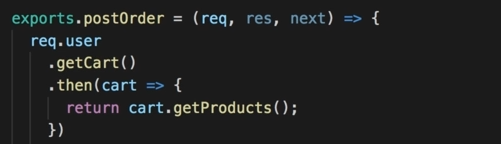 exports.postOrder = (req, res, next) => {
  req.user
    .getCart()
    .then(cart => {
      return cart.getProducts();
    })